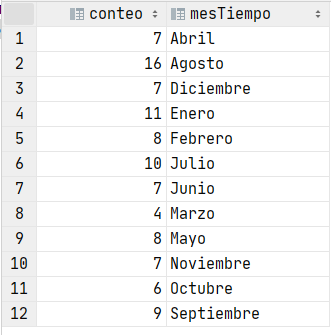 conteo mesTiempo
1 7 Abril
2 16 Agosto
3 7 Diciembre
4 11 Enero
5 8 Febrero
6 10 Julio
7 7 Junio
8 4 Marzo
9 8 Mayo
10 7 Noviembre
11 6 Octubre
12 9 Septiembre